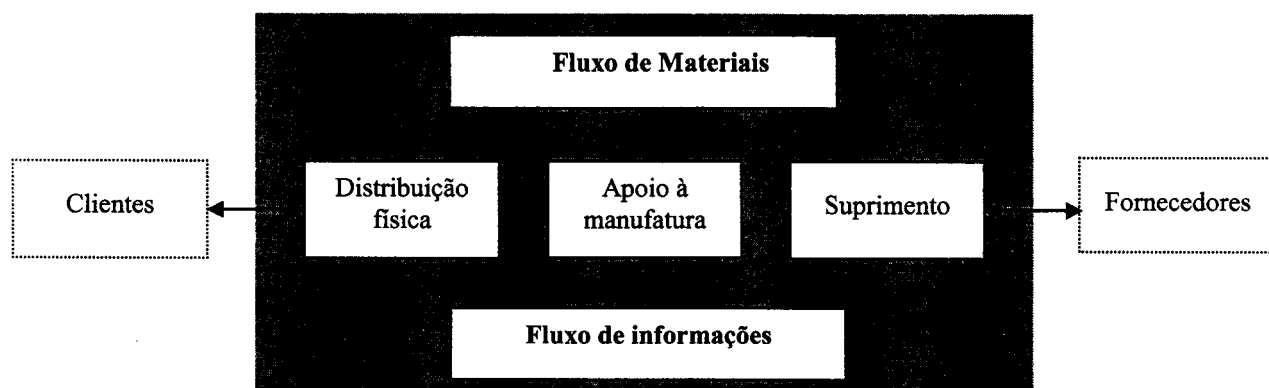 Fluxo de Materiais
Clientes
Distribuição
física
Apoio à
manufatura
Suprimento
Fornecedores
Fluxo de informações